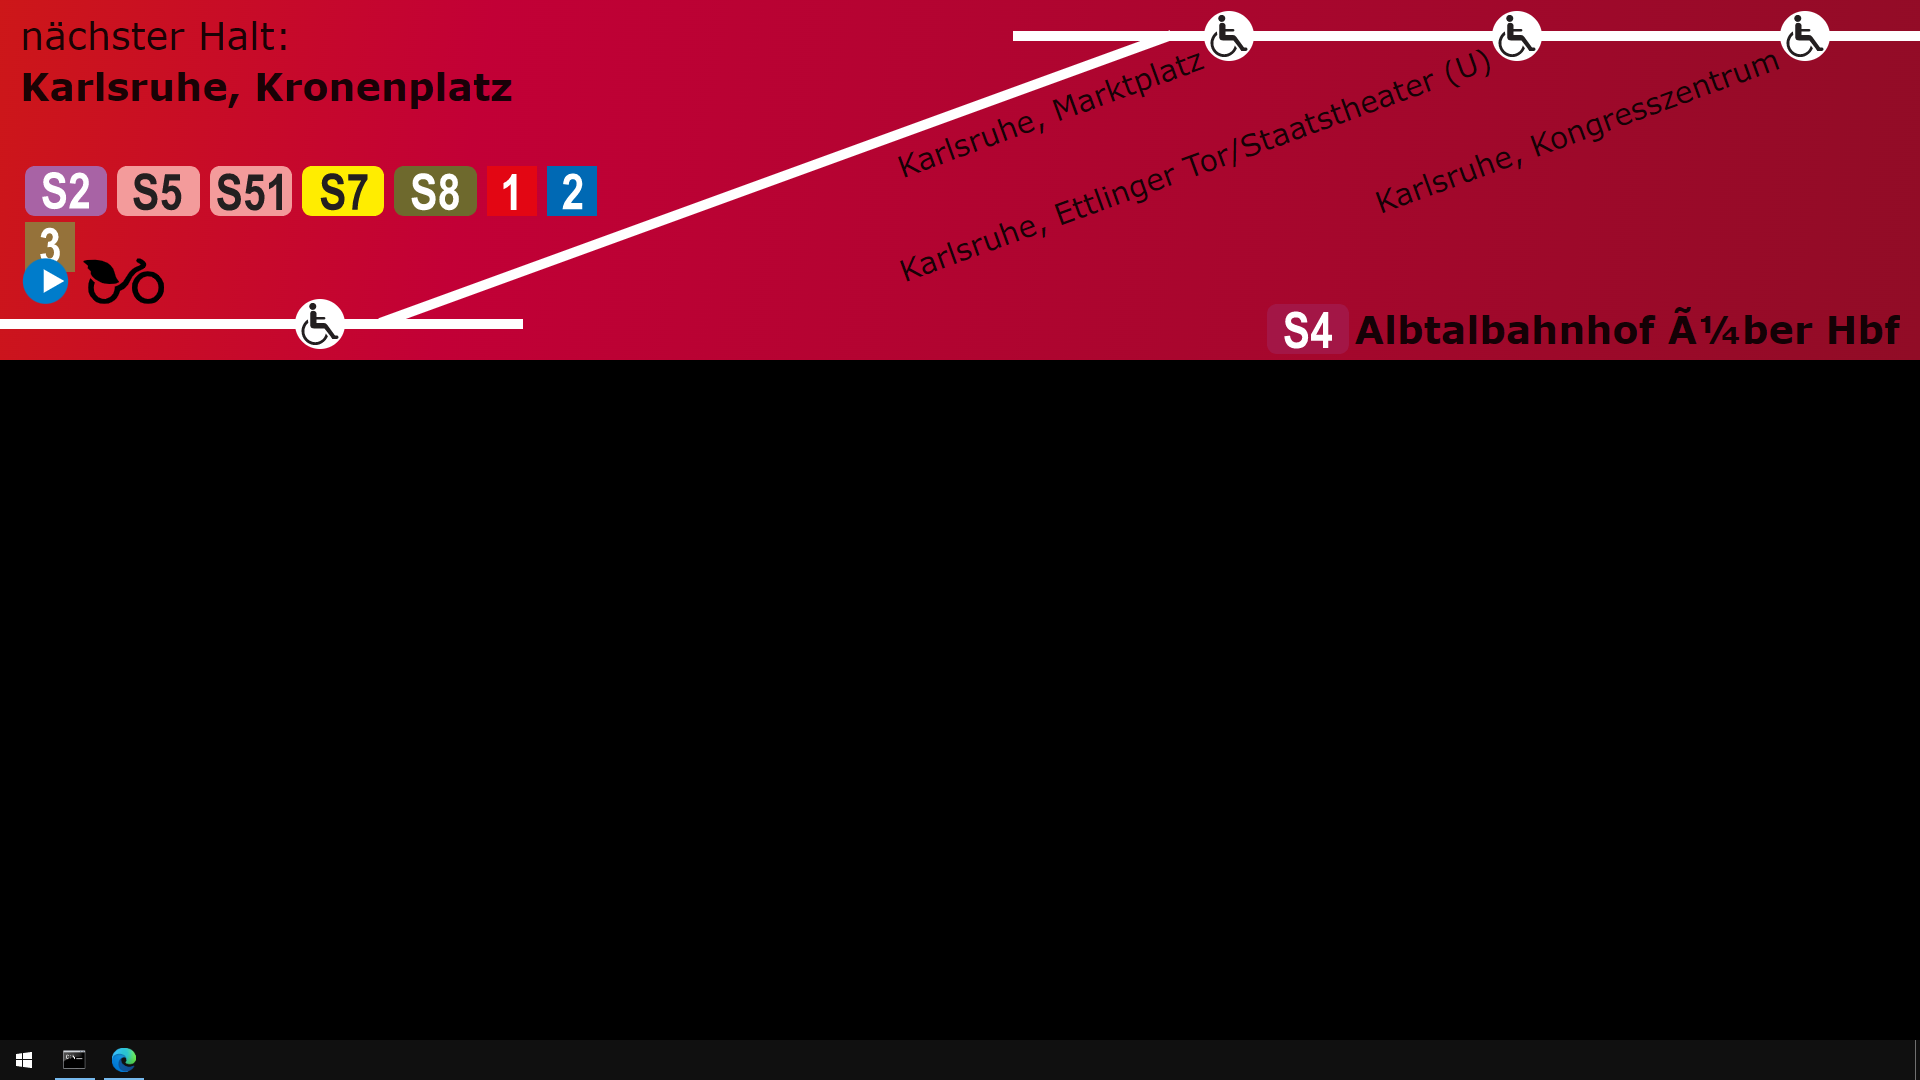 nächster Halt:
Karlsruhe, Kronenplatz
S2 S5 S51 S7 S8 1 2
3
Karlsruhe, Marktplatz
Karlsruhe, Ettlinger Tor/Staatstheater (U)
Karlsruhe, Kongresszentrum
S4 Albtalbahnhof Ã¼ber Hbf